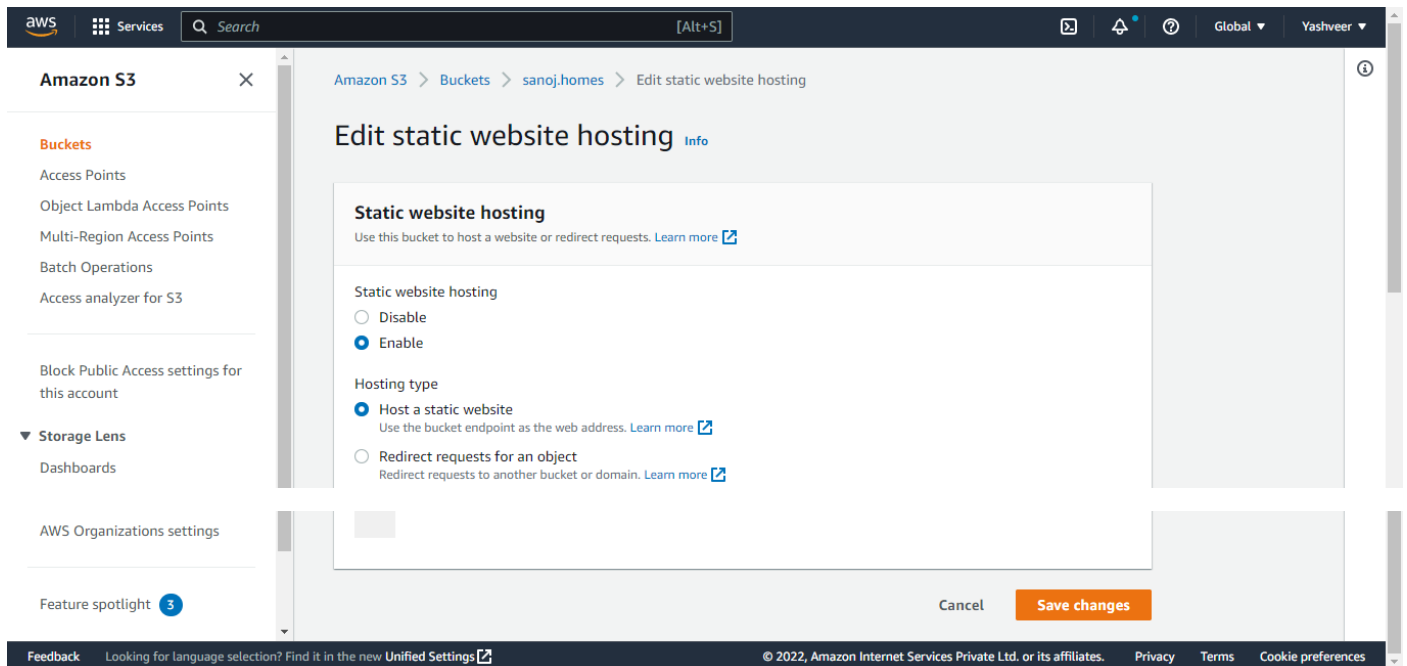 aws
Services
Search [Alt+S]
Global
Yashveer
Amazon S3
Buckets
Access Points
Object Lambda Access Points
Multi-Region Access Points
Batch Operations
Access analyzer for S3
Block Public Access settings for
this account
Storage Lens
Dashboards
AWS Organizations settings
Feature spotlight 3
Amazon S3 > Buckets > sanoj.homes > Edit static website hosting
Edit static website hosting Info
Static website hosting
Use this bucket to host a website or redirect requests. Learn more
Static website hosting
Disable
Enable
Hosting type
Host a static website
Use the bucket endpoint as the web address. Learn more
Redirect requests for an object
Redirect requests to another bucket or domain. Learn more
Cancel
Save changes
Feedback
Looking for language selection? Find it in the new Unified Settings
© 2022, Amazon Internet Services Private Ltd. or its affiliates.
Privacy
Terms
Cookie preferences